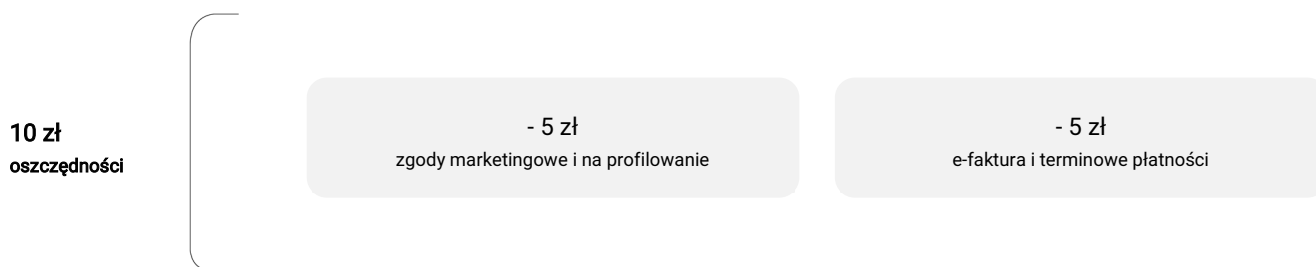 10 zł
oszczędności
- 5 zł
zgody marketingowe i na profilowanie
- 5 zł
e-faktura i terminowe płatności